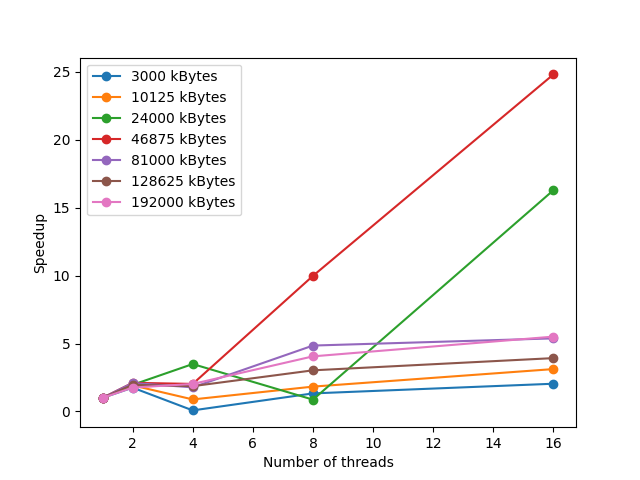 3000 kBytes
10125 kBytes
24000 kBytes
46875 kBytes
81000 kBytes
128625 kBytes
192000 kBytes
25
20
15
10
5
0
Speedup
2 4 6 8 10 12 14 16
Number of threads